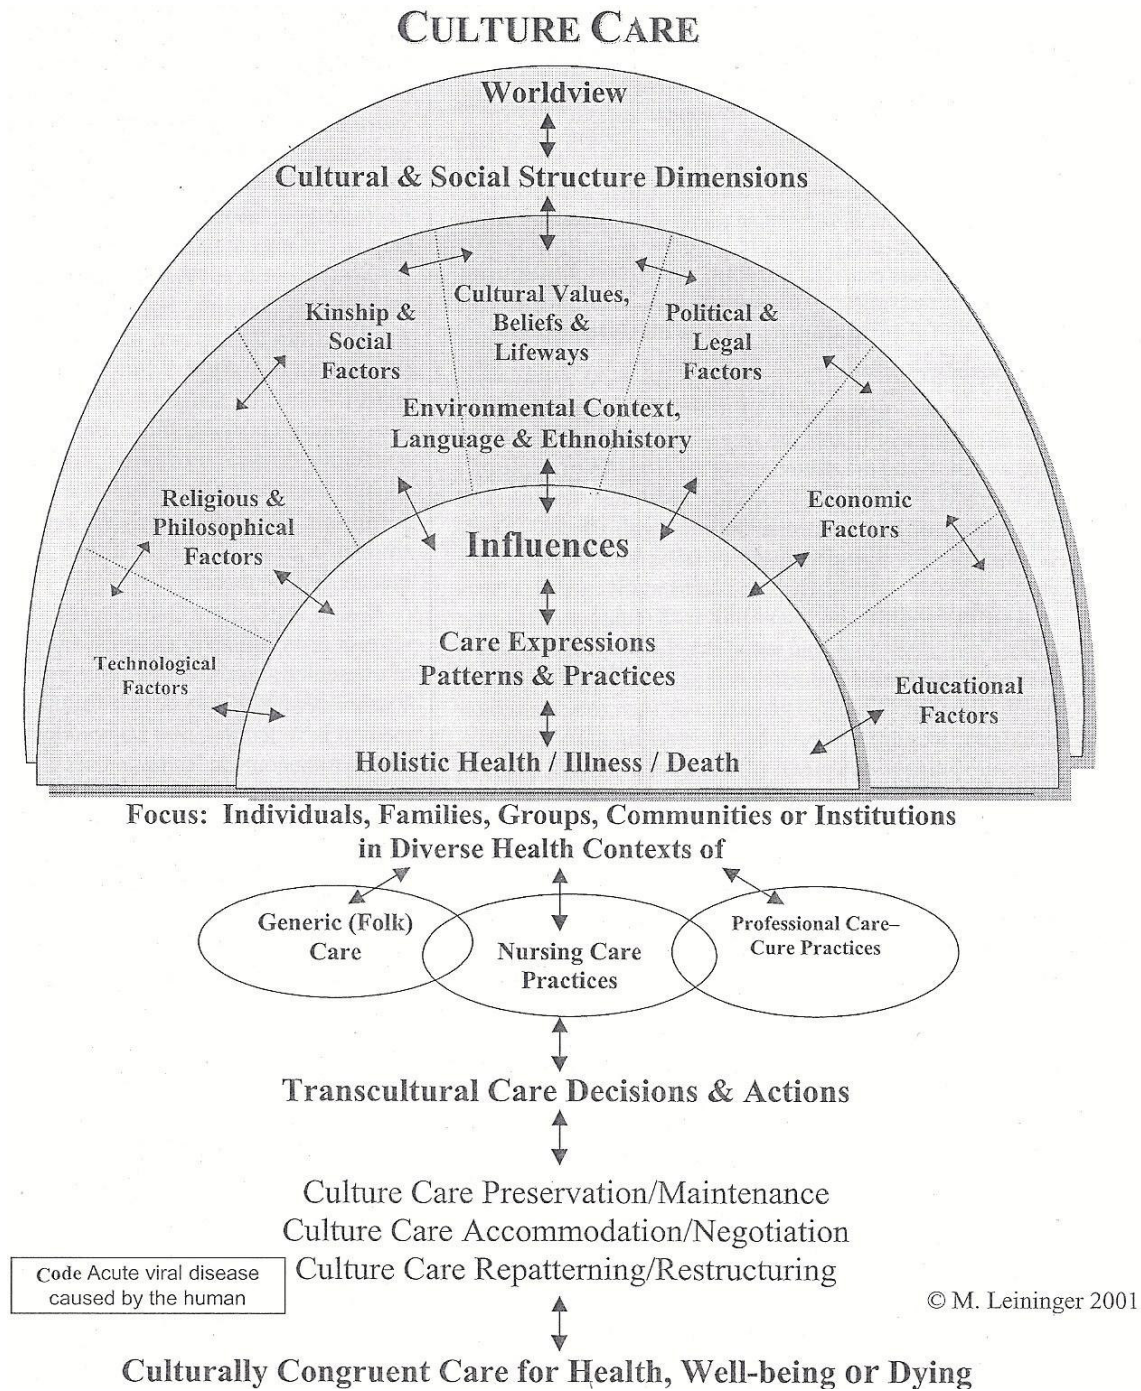 CULTURE CARE
Worldview
Cultural & Social Structure Dimensions
Kinship &
Social
Factors
Cultural Values,
Beliefs &
Lifeways
Political &
Legal
Factors
Environmental Context,
Language & Ethnohistory
Religious &
Philosophical
Factors
Economic
Factors
Influences
Care Expressions
Patterns & Practices
Technological
Factors
Educational
Factors
Holistic Health / Illness / Death
Focus: Individuals, Families, Groups, Communities or Institutions
in Diverse Health Contexts of
Generic (Folk)
Care
Nursing Care
Practices
Professional Care–
Cure Practices
Transcultural Care Decisions & Actions
Culture Care Preservation/Maintenance
Culture Care Accommodation/Negotiation
Culture Care Repatterning/Restructuring
Code Acute viral disease
caused by the human
© M. Leininger 2001
Culturally Congruent Care for Health, Well-being or Dying